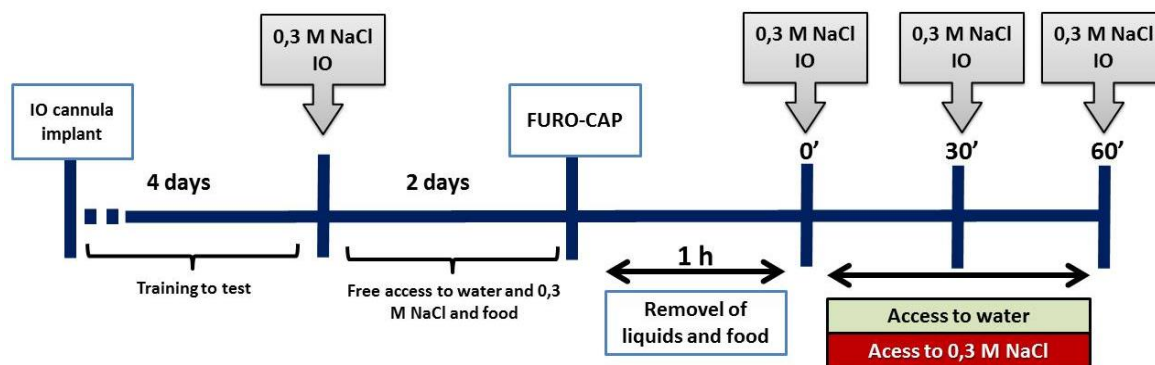 0,3 M NaCl
IO
0,3 M NaCl
IO
0,3 M NaCl
IO
0,3 M NaCl
IO
IO cannula
implant
FURO-CAP
0’
30’
60’
4 days
2 days
1 h
Training to test
Free access to water and 0,3
M NaCl and food
Removel of
liquids and food
Access to water
Acess to 0,3 M NaCl